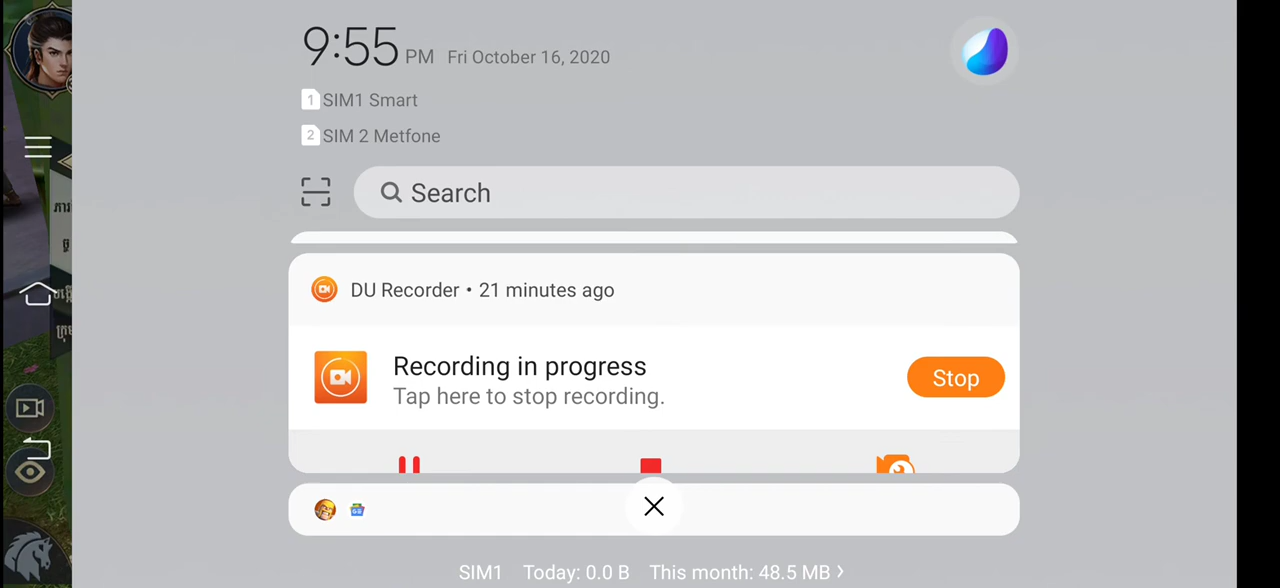 9:55 PM Fri October 16, 2020
1 SIM1 Smart
2 SIM 2 Metfone
Search
DU Recorder • 21 minutes ago
Recording in progress
Stop
Tap here to stop recording.
SIM1 Today: 0.0 B This month: 48.5 MB